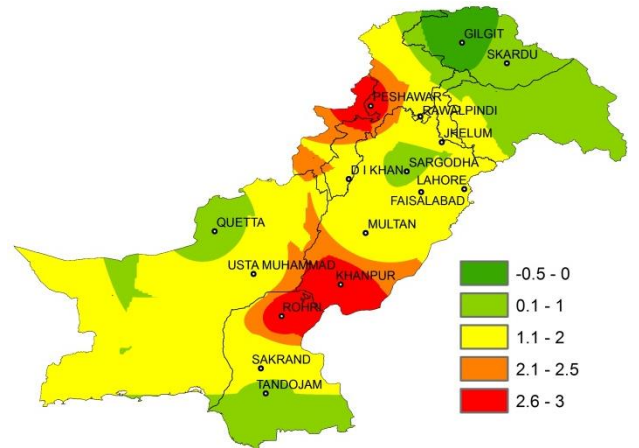 GILGIT
SKARDU
PESHAWAR
RAWALPINDI
JHELUM
D I KHAN
SARGODHA
LAHORE
FAISALABAD
QUETTA
MULTAN
USTA MUHAMMAD
KHANPUR
ROHRI
SAKRAND
TANDOJAM
-0.5 - 0
0.1 - 1
1.1 - 2
2.1 - 2.5
2.6 - 3